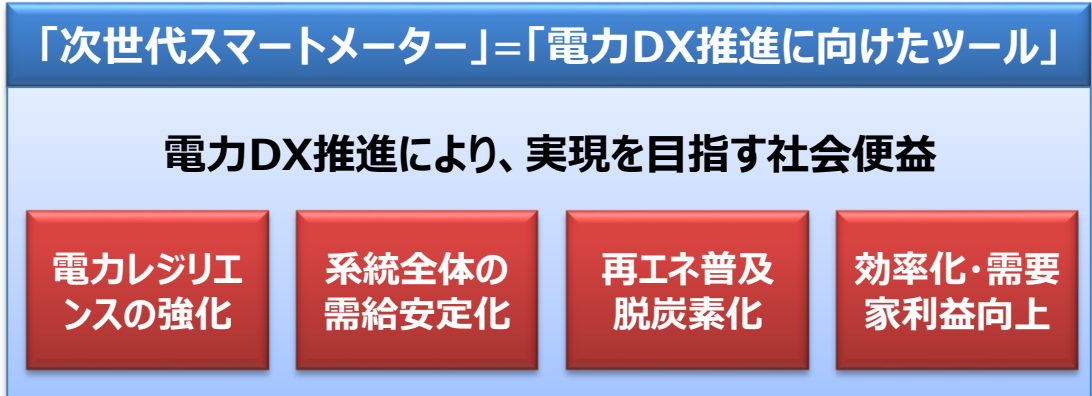 「次世代スマートメーター」=「電力DX推進に向けたツール」
電力DX推進により、実現を目指す社会便益
電力レジリエ
ンスの強化
系統全体の
需給安定化
再エネ普及
脱炭素化
効率化･需要
家利益向上